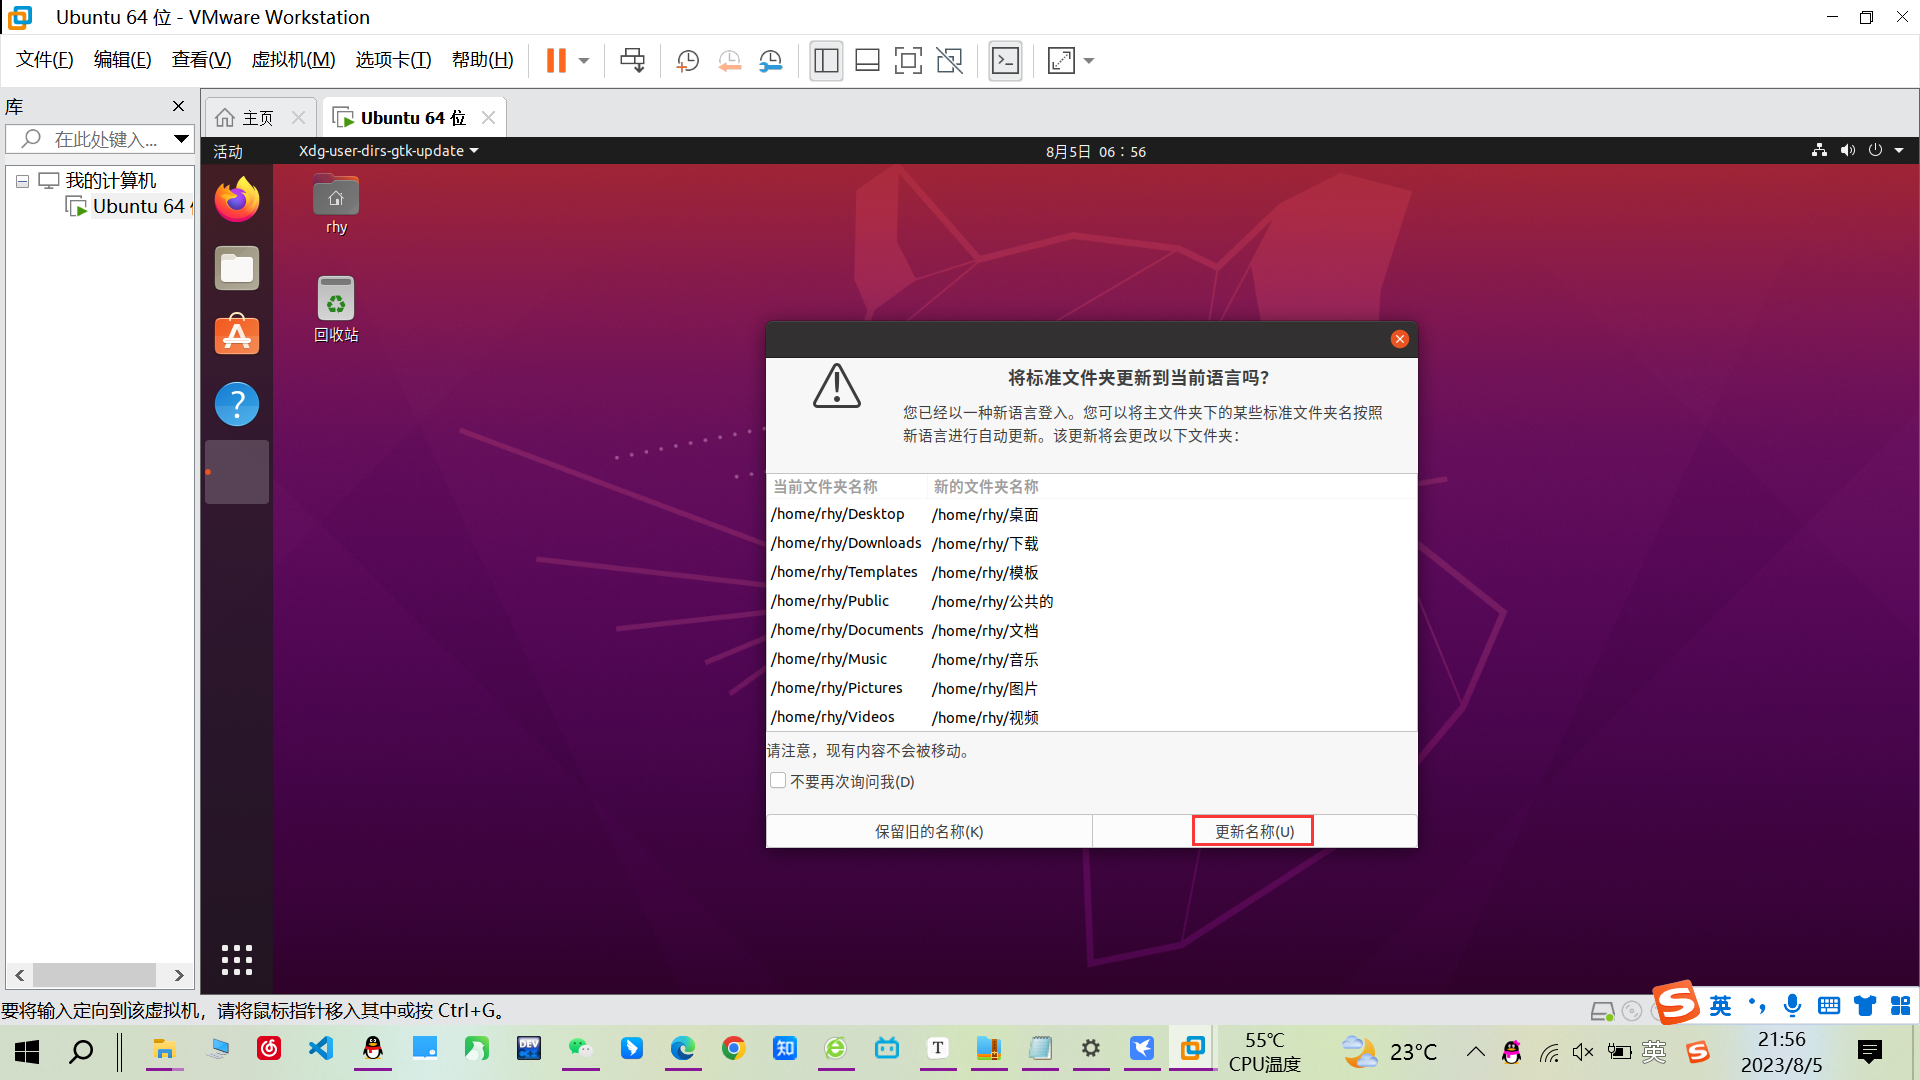 Ubuntu 64 位 - VMware Workstation
文件(F) 编辑(E) 查看(V) 虚拟机(M) 选项卡(T) 帮助(H)
库
在此处键入...
主页
Ubuntu 64 位
我的计算机
Ubuntu 64
活动
Xdg-user-dirs-gtk-update
8月5日 06：56
rhy
回收站
将标准文件夹更新到当前语言吗？
您已经以一种新语言登入。您可以将主文件夹下的某些标准文件夹名按照
新语言进行自动更新。该更新将会更改以下文件夹：
当前文件夹名称 新的文件夹名称
/home/rhy/Desktop /home/rhy/桌面
/home/rhy/Downloads /home/rhy/下载
/home/rhy/Templates /home/rhy/模板
/home/rhy/Public /home/rhy/公共的
/home/rhy/Documents /home/rhy/文档
/home/rhy/Music /home/rhy/音乐
/home/rhy/Pictures /home/rhy/图片
/home/rhy/Videos /home/rhy/视频
请注意，现有内容不会被移动。
不要再次询问我(D)
保留旧的名称(K) 更新名称(U)
要将输入定向到该虚拟机，请将鼠标指针移入其中或按 Ctrl+G。
英
DEV
知
T
55℃
CPU温度
23°C
英
21:56
2023/8/5